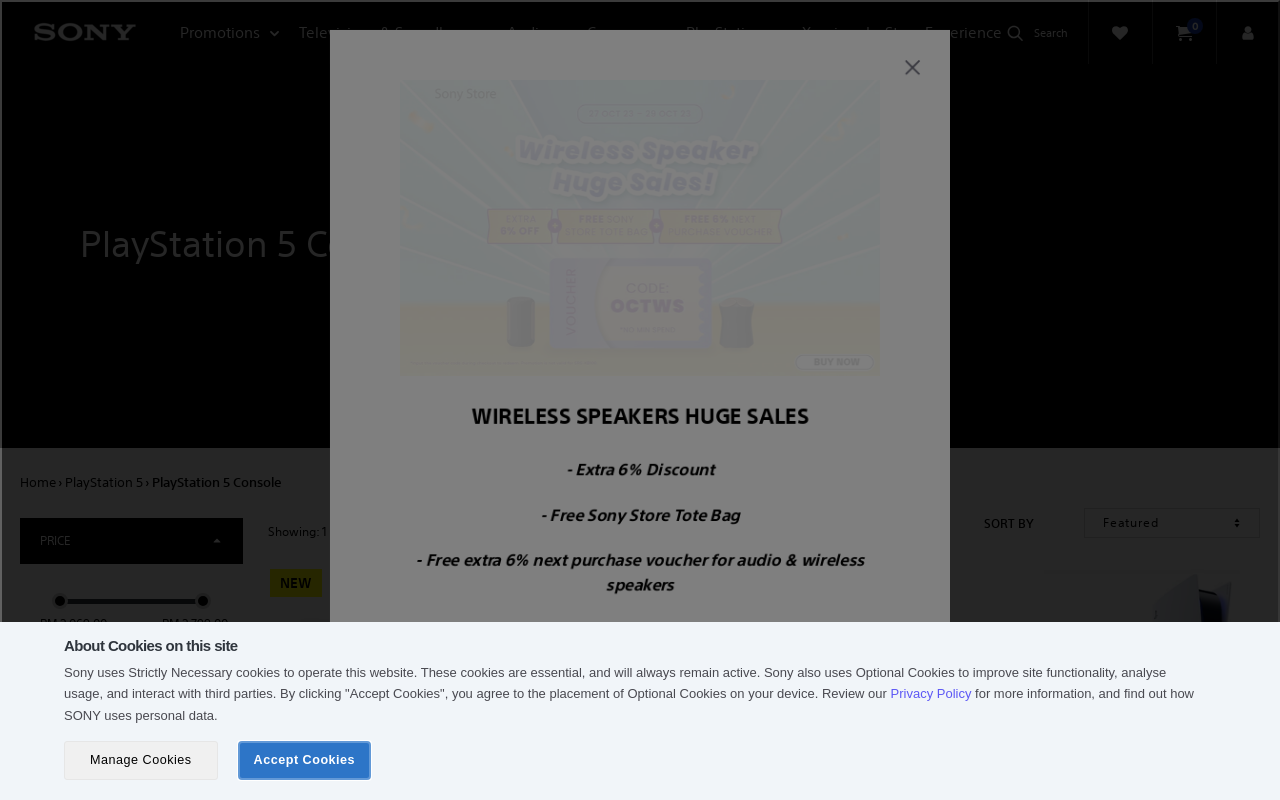 SONY
Promotions
Search
0
PlayStation 5 Co
Sony Store
Wireless Speaker
Huge Sales!
EXTRA
6% OFF
FREE SONY
STORE TOTE BAG
FREE 6% NEXT
PURCHASE VOUCHER
VOUCHER
CODE:
OCTWS
BUY NOW
WIRELESS SPEAKERS HUGE SALES
- Extra 6% Discount
- Free Sony Store Tote Bag
- Free extra 6% next purchase voucher for audio & wireless
speakers
Home › PlayStation 5 › PlayStation 5 Console
PRICE
Showing: 1
SORT BY
Featured
NEW
About Cookies on this site
Sony uses Strictly Necessary cookies to operate this website. These cookies are essential, and will always remain active. Sony also uses Optional Cookies to improve site functionality, analyse
usage, and interact with third parties. By clicking "Accept Cookies", you agree to the placement of Optional Cookies on your device. Review our Privacy Policy for more information, and find out how
SONY uses personal data.
Manage Cookies
Accept Cookies